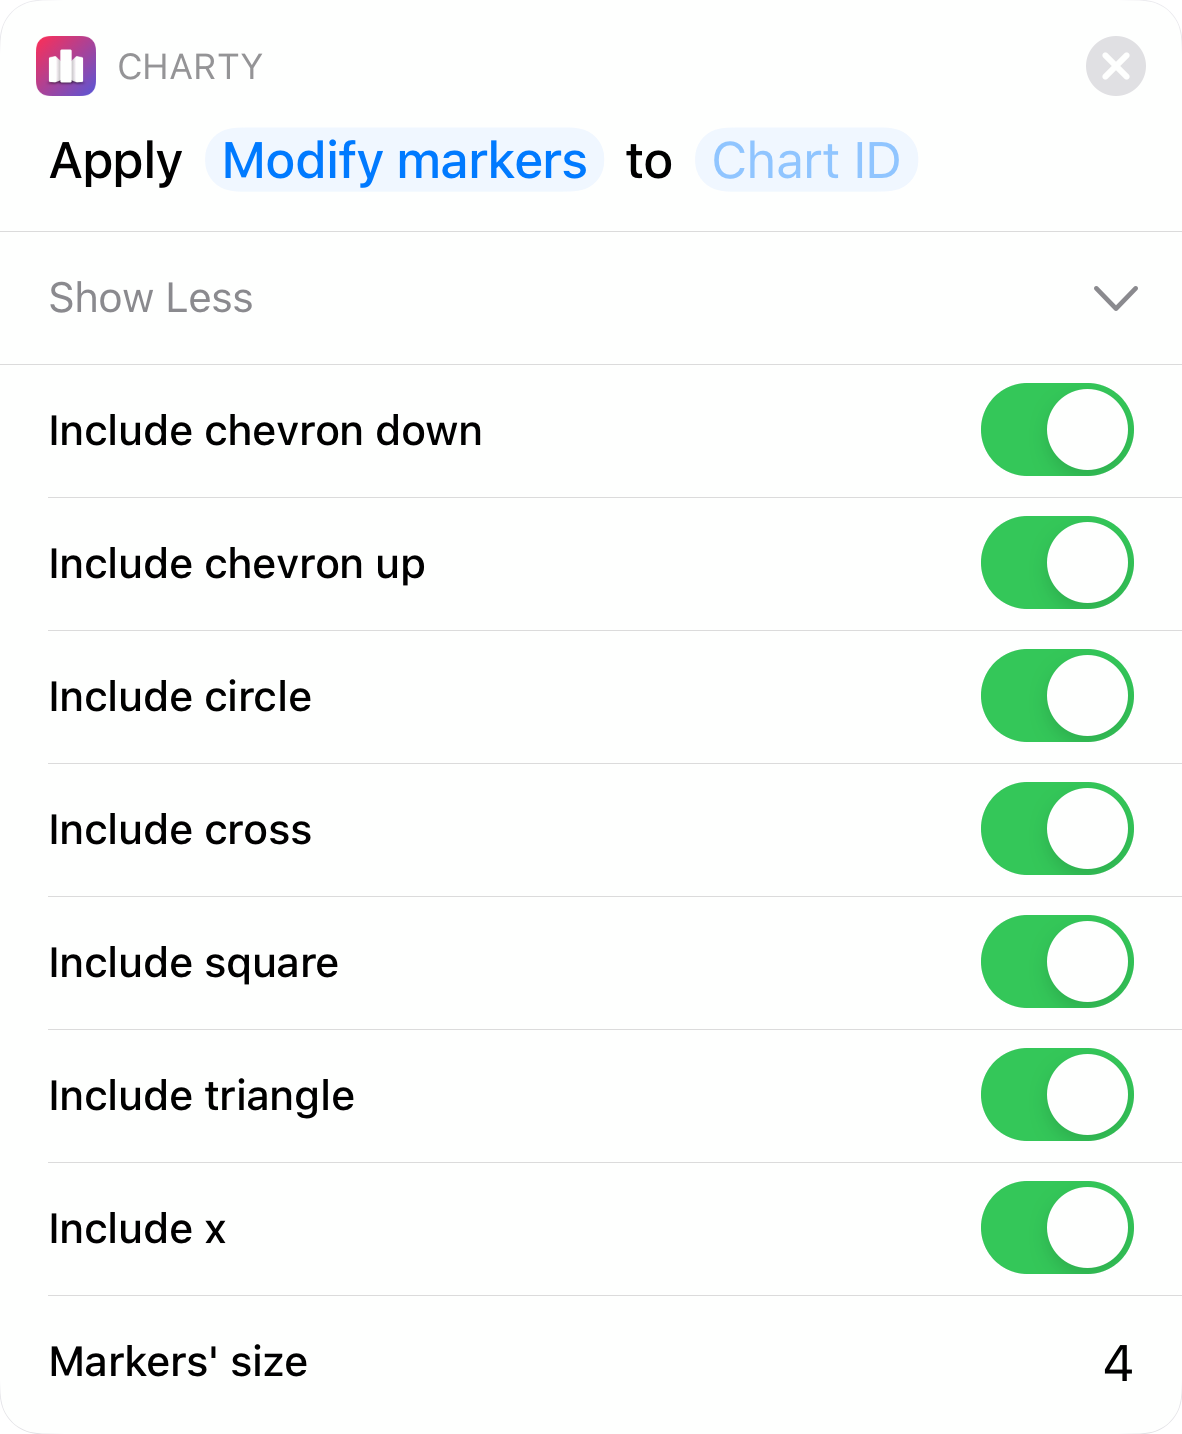 CHARTY
Apply Modify markers to Chart ID
Show Less
Include chevron down
Include chevron up
Include circle
Include cross
Include square
Include triangle
Include x
Markers' size 4